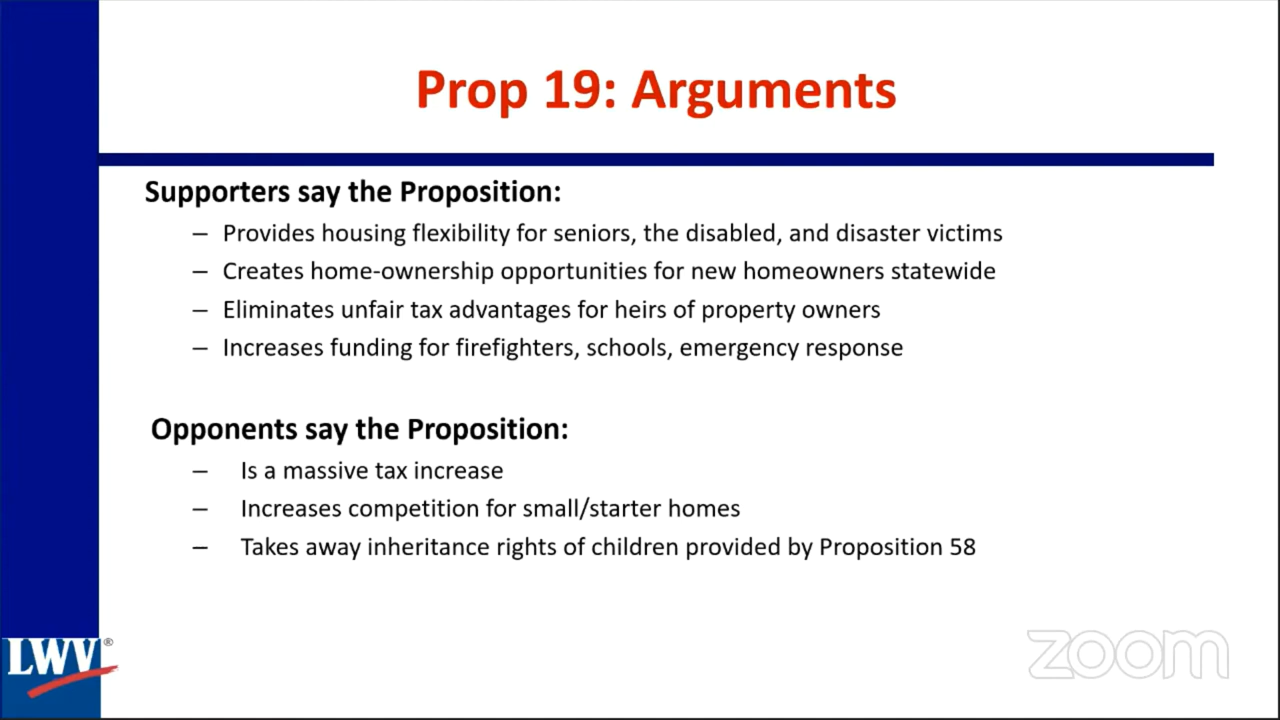 Prop 19: Arguments
Supporters say the Proposition:
– Provides housing flexibility for seniors, the disabled, and disaster victims
– Creates home-ownership opportunities for new homeowners statewide
– Eliminates unfair tax advantages for heirs of property owners
– Increases funding for firefighters, schools, emergency response
Opponents say the Proposition:
– Is a massive tax increase
– Increases competition for small/starter homes
– Takes away inheritance rights of children provided by Proposition 58
LWV®
zoom